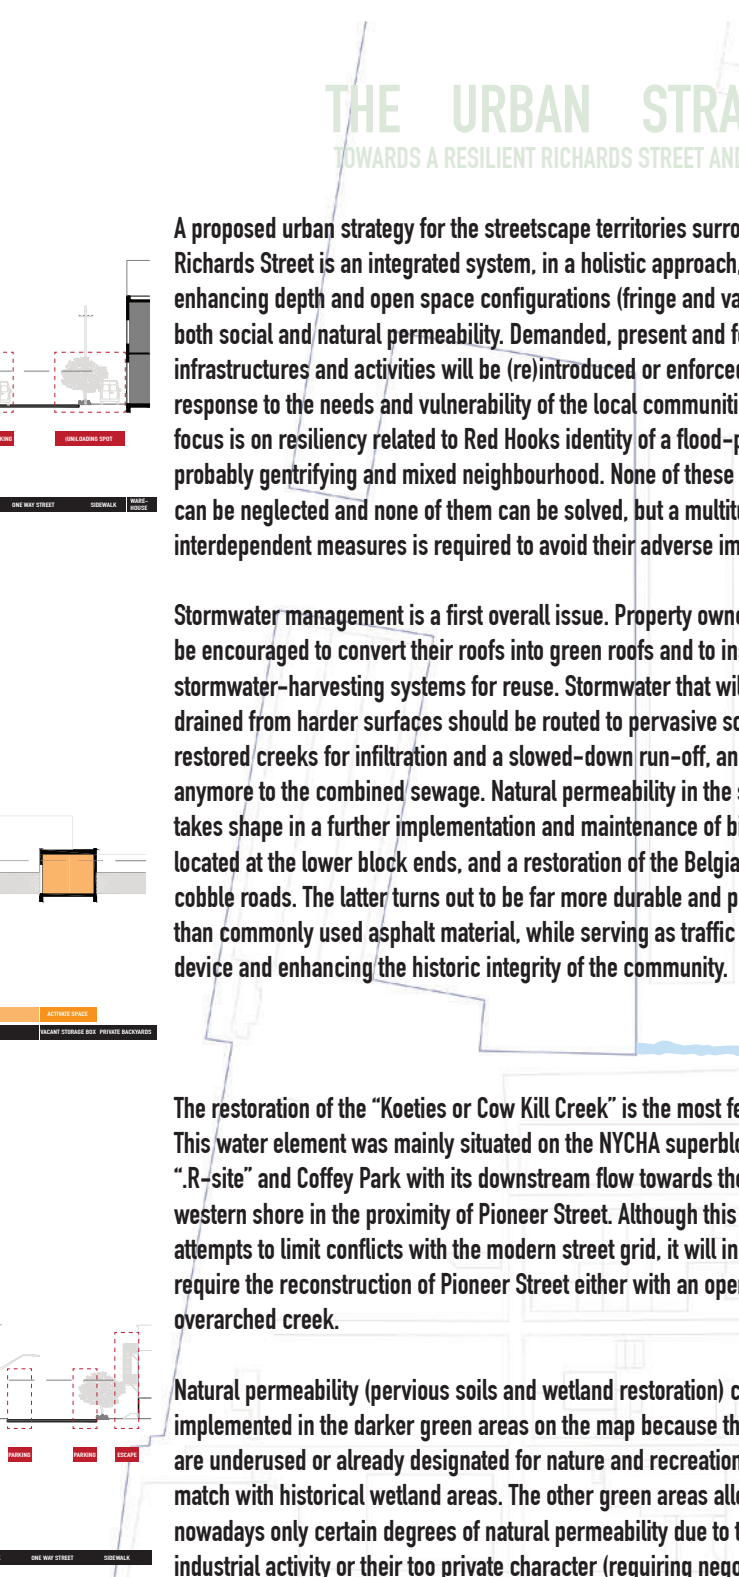 THE URBAN STRA
TOWARDS A RESILIENT RICHARDS STREET AND
A proposed urban strategy for the streetscape territories surro
Richards Street is an integrated system, in a holistic approach,
enhancing depth and open space configurations (fringe and va
both social and natural permeability. Demanded, present and f
infrastructures and activities will be (re)introduced or enforced
response to the needs and vunerability of the local communiti
focus is on resiliency related to Red Hooks identity of a flood-p
probably gentrifying and mixed neighbourhood. None of these
can be neglected and none of them can be solved, but a multitu
interdependent measures is required to avoid their adverse im
Stormwater management is a first overall issue. Property owne
be encouraged to convert their roofs into green roofs and to in
stormwater-harvesting systems for reuse. Stormwater that wil
drained from harder surfaces should be routed to pervasive so
restored creeks for infiltration and a slowed-down run-off, an
anymore to the combined sewage. Natural permeability in the s
takes shape in a further implementation and maintenance of bi
located at the lower block ends, and a restoration of the Belgia
cobble roads. The latter turns out to be far more durable and p
than commonly used asphalt material, while serving as traffic
device and enhancing the historic integrity of the community.
The restoration of the “Koeties or Cow Kill Creek” is the most fe
This water element was mainly situated on the NYCHA superblo
“.R-site” and Coffey Park with its downstream flow towards the
western shore in the proximity of Pioneer Street. Although this
attempts to limit conflicts with the modern street grid, it will in
require the reconstruction of Pioneer Street either with an ope
overarched creek.
Natural permeability (pervious soils and wetland restoration) c
implemented in the darker green areas on the map because th
are underused or already designated for nature and recreation
match with historical wetland areas. The other green areas all
nowadays only certain degrees of natural permeability due to t
industrial activity or their too private character (requiring nego
KING (UN)LOADING SPOT
ONE WAY STREET SIDEWALK WARE-
HOUSE
ACTIVATE SPACE
VACANT STORAGE BOX PRIVATE BACKYARDS
PARKING PARKING ESCAPE
ONE WAY STREET SIDEWALK